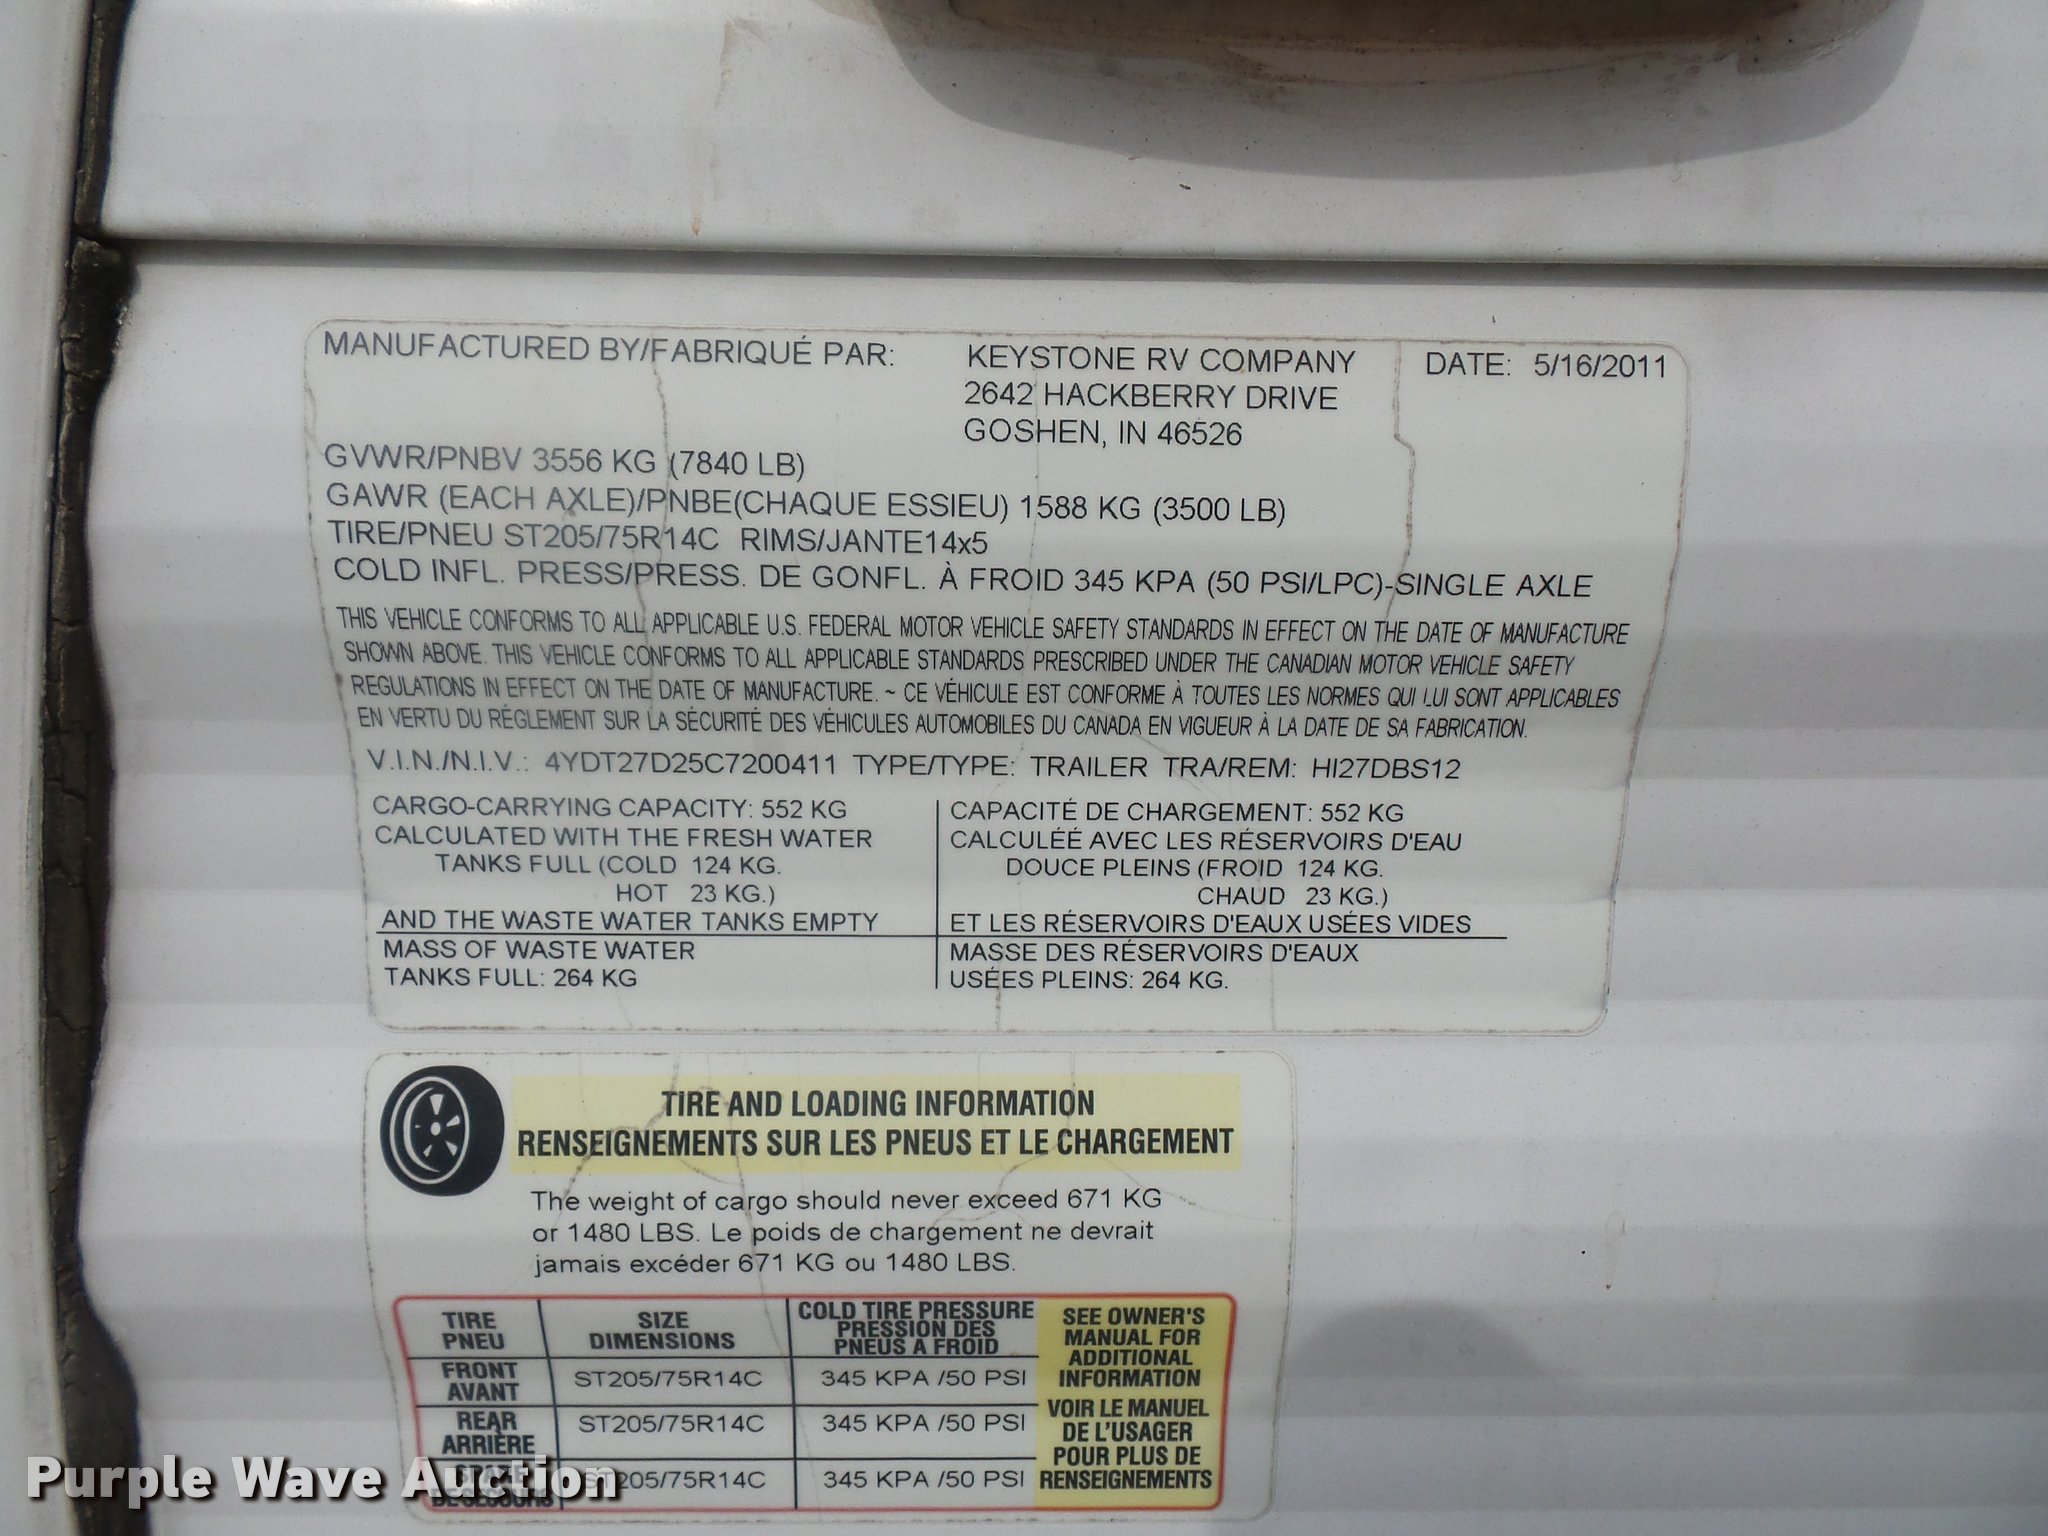 MANUFACTURED BY/FABRIQUÉ PAR: KEYSTONE RV COMPANY DATE: 5/16/2011
2642 HACKBERRY DRIVE
GOSHEN, IN 46526
GVWR/PNBV 3556 KG (7840 LB)
GAWR (EACH AXLE)/PNBE(CHAQUE ESSIEU) 1588 KG (3500 LB)
TIRE/PNEU ST205/75R14C RIMS/JANTE14x5
COLD INFL. PRESS/PRESS. DE GONFL. À FROID 345 KPA (50 PSI/LPC)-SINGLE AXLE
THIS VEHICLE CONFORMS TO ALL APPLICABLE U.S. FEDERAL MOTOR VEHICLE SAFETY STANDARDS IN EFFECT ON THE DATE OF MANUFACTURE
SHOWN ABOVE. THIS VEHICLE CONFORMS TO ALL APPLICABLE STANDARDS PRESCRIBED UNDER THE CANADIAN MOTOR VEHICLE SAFETY
REGULATIONS IN EFFECT ON THE DATE OF MANUFACTURE. ~ CE VÉHICULE EST CONFORME À TOUTES LES NORMES QUI LUI SONT APPLICABLES
EN VERTU DU RÉGLEMENT SUR LA SÉCURITÉ DES VÉHICULES AUTOMOBILES DU CANADA EN VIGUEUR À LA DATE DE SA FABRICATION.
V.I.N./N.I.V.: 4YDT27D25C7200411 TYPE/TYPE: TRAILER TRA/REM: HI27DBS12
CARGO-CARRYING CAPACITY: 552 KG
CALCULATED WITH THE FRESH WATER
TANKS FULL (COLD 124 KG.
HOT 23 KG.)
AND THE WASTE WATER TANKS EMPTY
MASS OF WASTE WATER
TANKS FULL: 264 KG
CAPACITÉ DE CHARGEMENT: 552 KG
CALCULÉÉ AVEC LES RÉSERVOIRS D'EAU
DOUCE PLEINS (FROID 124 KG.
CHAUD 23 KG.)
ET LES RÉSERVOIRS D'EAUX USÉES VIDES
MASSE DES RÉSERVOIRS D'EAUX
USÉES PLEINS: 264 KG.
TIRE AND LOADING INFORMATION
RENSEIGNEMENTS SUR LES PNEUS ET LE CHARGEMENT
The weight of cargo should never exceed 671 KG
or 1480 LBS. Le poids de chargement ne devrait
jamais excéder 671 KG ou 1480 LBS.
TIRE
PNEU
SIZE
DIMENSIONS
COLD TIRE PRESSURE
PRESSION DES
PNEUS A FROID
FRONT
AVANT
ST205/75R14C
345 KPA /50 PSI
REAR
ARRIÈRE
ST205/75R14C
345 KPA /50 PSI
SPARE
DE SECOURS
ST205/75R14C
345 KPA /50 PSI
SEE OWNER'S
MANUAL FOR
ADDITIONAL
INFORMATION
VOIR LE MANUEL
DE L'USAGER
POUR PLUS DE
RENSEIGNEMENTS
Purple Wave Auction